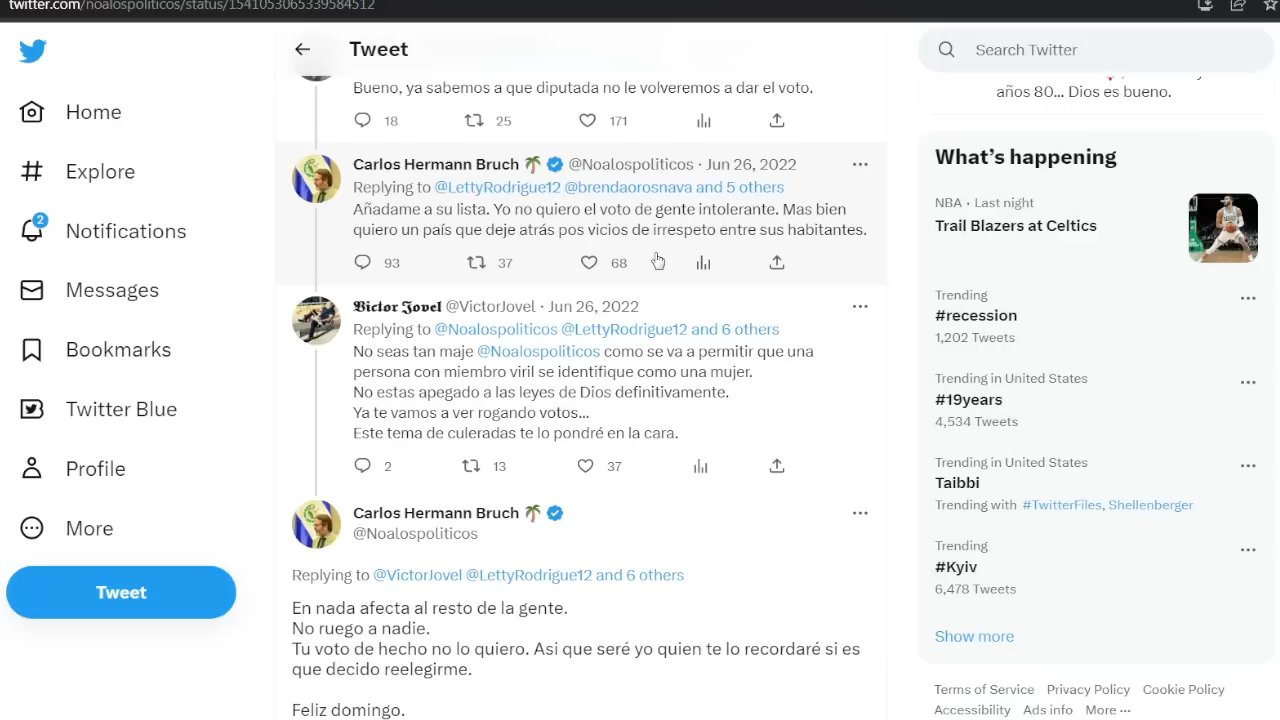 twitter.com/noalospoliticos/status/1541053065339584512
Home
Explore
2
Notifications
Messages
Bookmarks
Twitter Blue
Profile
More
Tweet
Tweet
Bueno, ya sabemos a que diputada no le volveremos a dar el voto.
18 25 171
Carlos Hermann Bruch 🌴 @Noalospoliticos · Jun 26, 2022
Replying to @LettyRodrigue12 @brendaorosnava and 5 others
Añadame a su lista. Yo no quiero el voto de gente intolerante. Mas bien
quiero un país que deje atrás pos vicios de irrespeto entre sus habitantes.
93 37 68
𝖁𝖎𝖈𝖙𝖔𝖗 𝕵𝖔𝖛𝖊𝖑 @VictorJovel · Jun 26, 2022
Replying to @Noalospoliticos @LettyRodrigue12 and 6 others
No seas tan maje @Noalospoliticos como se va a permitir que una
persona con miembro viril se identifique como una mujer.
No estas apegado a las leyes de Dios definitivamente.
Ya te vamos a ver rogando votos...
Este tema de culeradas te lo pondré en la cara.
2 13 37
Carlos Hermann Bruch 🌴
@Noalospoliticos
Replying to @VictorJovel @LettyRodrigue12 and 6 others
En nada afecta al resto de la gente.
No ruego a nadie.
Tu voto de hecho no lo quiero. Asi que seré yo quien te lo recordaré si es
que decido reelegirme.
Feliz domingo.
Search Twitter
años 80... Dios es bueno.
What's happening
NBA · Last night
Trail Blazers at Celtics
Trending
#recession
1,202 Tweets
Trending in United States
#19years
4,534 Tweets
Trending in United States
Taibbi
Trending with #TwitterFiles, Shellenberger
Trending
#Kyiv
6,478 Tweets
Show more
Terms of Service Privacy Policy Cookie Policy
Accessibility Ads info More ···